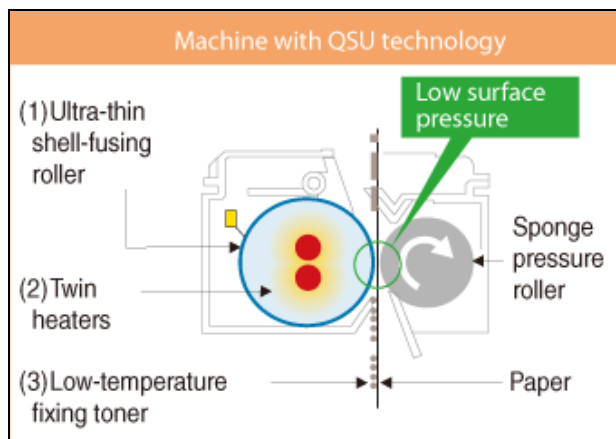 Machine with QSU technology
Low surface
pressure
(1)Ultra-thin
shell-fusing
roller
Sponge
pressure
roller
(2)Twin
heaters
(3)Low-temperature
fixing toner
Paper